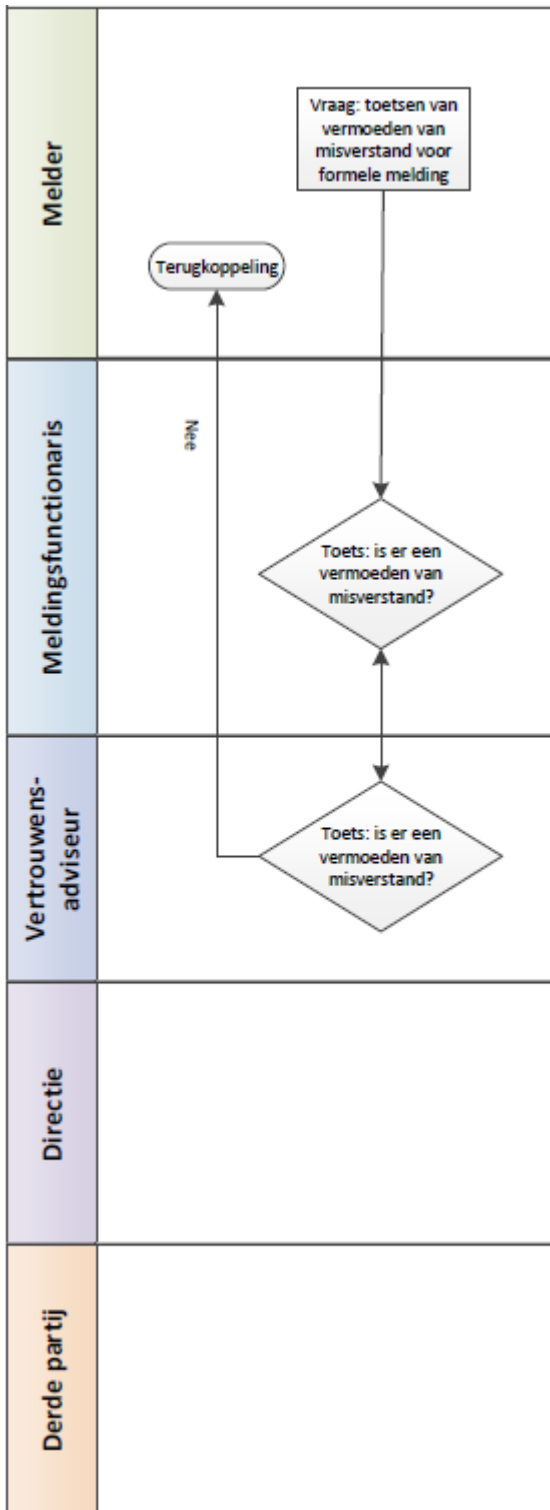 Melder
Vraag: toetsen van
vermoeden van
misverstand voor
formele melding
Terugkoppeling
Meldingsfunctionaris
Nee
Toets: is er een
vermoeden van
misverstand?
Vertrouwens-
adviseur
Toets: is er een
vermoeden van
misverstand?
Directie
Derde partij